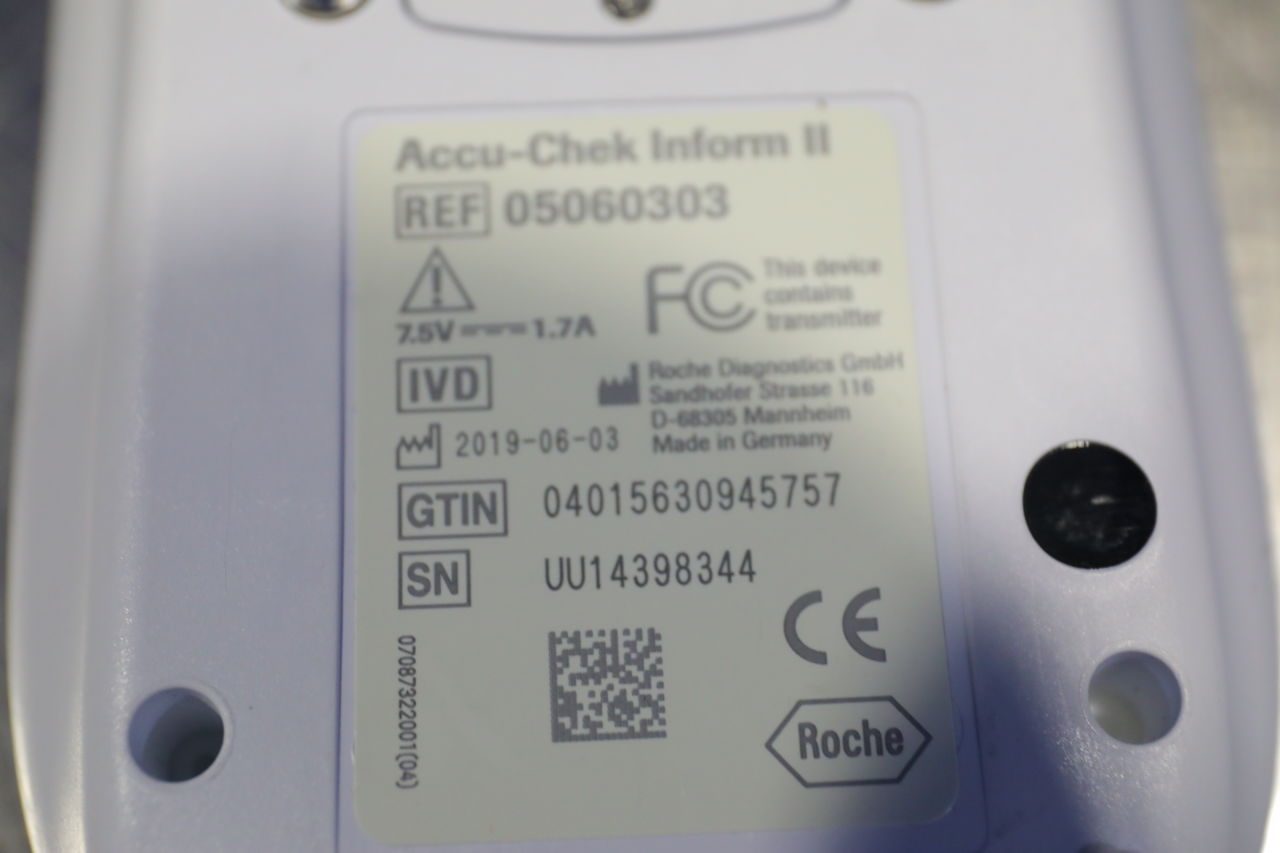 Accu-Chek Inform II
REF 05060303
7.5V 1.7A
FC This device
contains
transmitter
IVD
Roche Diagnostics GmbH
Sandhofer Strasse 116
D-68305 Mannheim
Made in Germany
2019-06-03
GTIN 04015630945757
SN UU14398344
07087322001(04)
CE
Roche